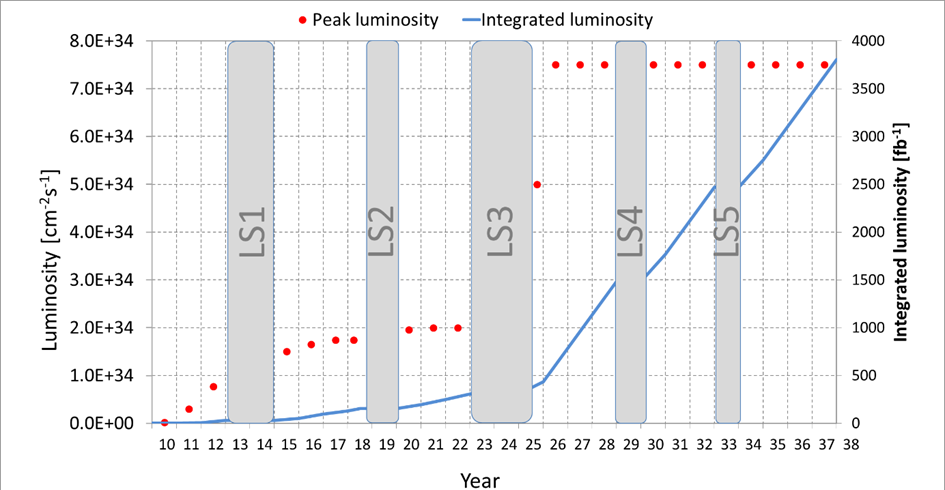 Peak luminosity Integrated luminosity
8.0E+34
7.0E+34
6.0E+34
5.0E+34
4.0E+34
3.0E+34
2.0E+34
1.0E+34
0.0E+00
Luminosity [cm-2s-1]
LS1
LS2
LS3
LS4
LS5
4000
3500
3000
2500
2000
1500
1000
500
0
Integrated luminosity [fb-1]
10 11 12 13 14 15 16 17 18 19 20 21 22 23 24 25 26 27 28 29 30 31 32 33 34 35 36 37 38
Year